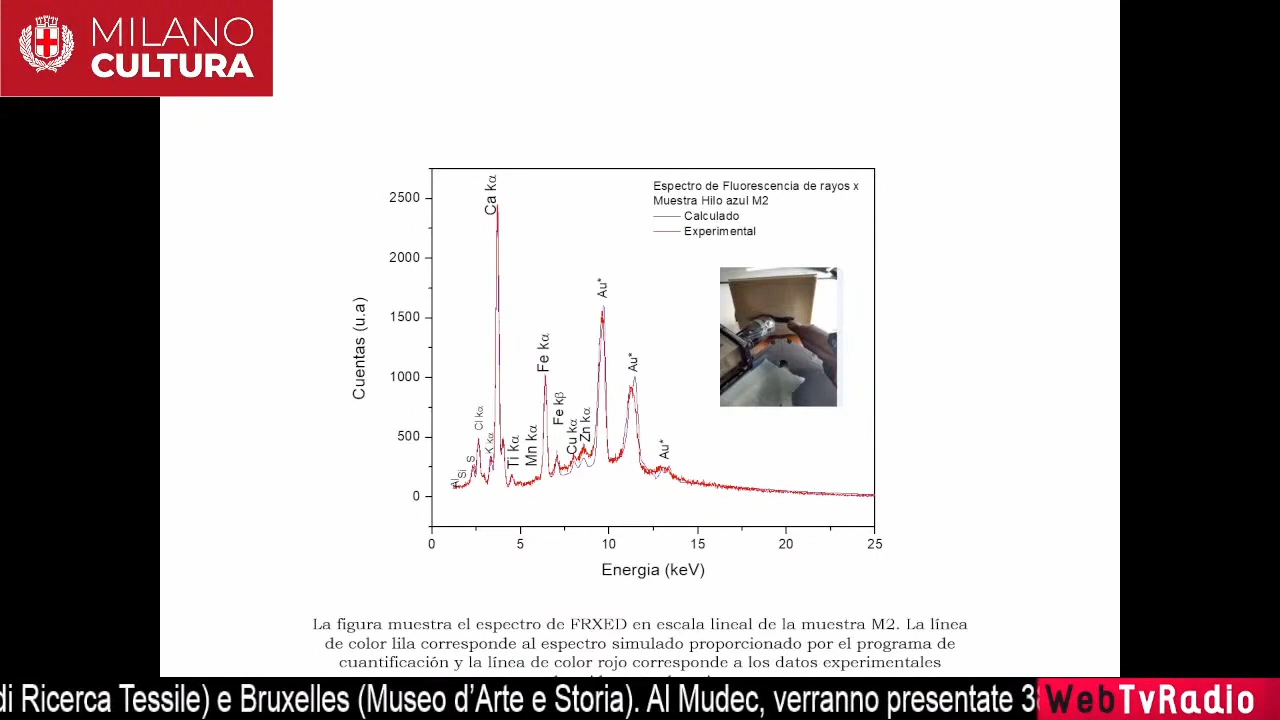 MILANO
CULTURA
Espectro de Fluorescencia de rayos x
Muestra Hilo azul M2
Calculado
Experimental
Cuentas (u.a)
2500
2000
1500
1000
500
0
Al
Si
S
Cl kα
K kα
Ca kα
Ti kα
Mn kα
Fe kα
Fe kβ
Cu kα
Zn kα
Au*
Au*
Au*
0 5 10 15 20 25
Energia (keV)
La figura muestra el espectro de FRXED en escala lineal de la muestra M2. La línea
de color lila corresponde al espectro simulado proporcionado por el programa de
cuantificación y la línea de color rojo corresponde a los datos experimentales
di Ricerca Tessile) e Bruxelles (Museo d'Arte e Storia). Al Mudec, verranno presentate
WebTvRadio